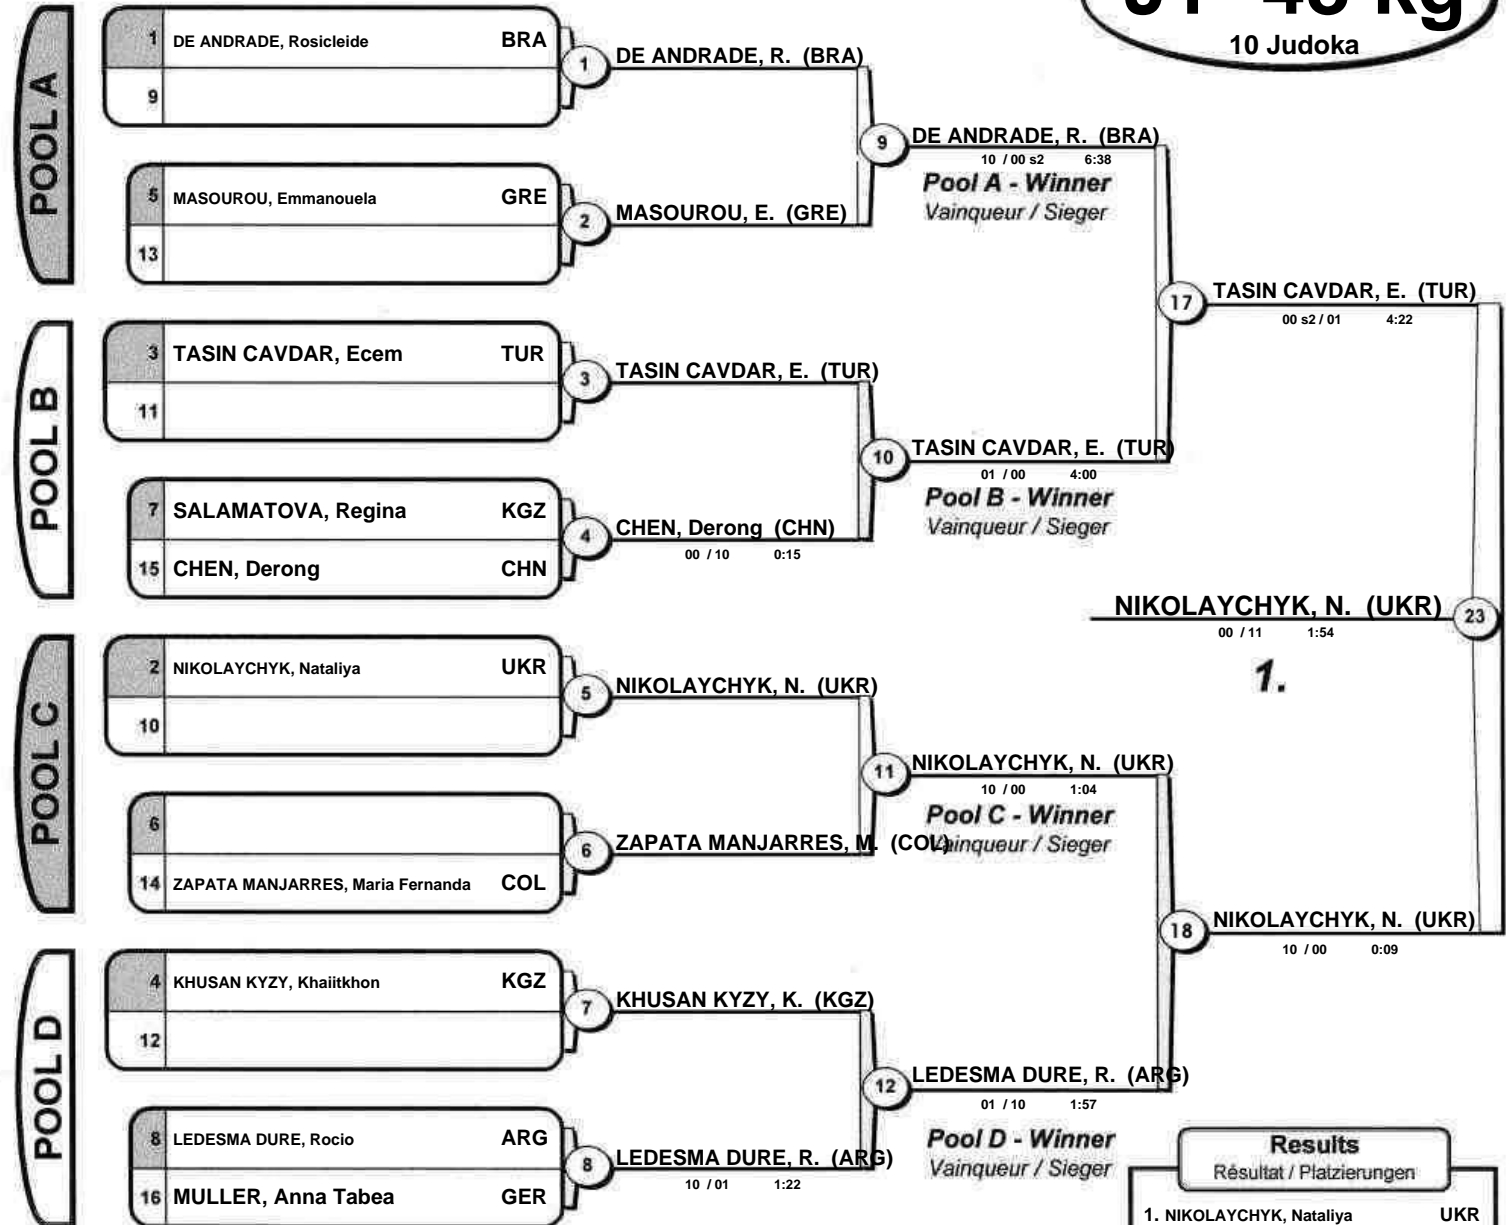 10 Judoka
POOL A
1 DE ANDRADE, Rosicleide BRA
9
1
DE ANDRADE, R. (BRA)
5 MASOUROU, Emmanouela GRE
13
2
MASOUROU, E. (GRE)
9
DE ANDRADE, R. (BRA)
10 / 00 s2 6:38
Pool A - Winner
Vainqueur / Sieger
POOL B
3 TASIN CAVDAR, Ecem TUR
11
3
TASIN CAVDAR, E. (TUR)
7 SALAMATOVA, Regina KGZ
15 CHEN, Derong CHN
4
CHEN, Derong (CHN)
00 / 10 0:15
10
TASIN CAVDAR, E. (TUR)
01 / 00 4:00
Pool B - Winner
Vainqueur / Sieger
17
TASIN CAVDAR, E. (TUR)
00 s2 / 01 4:22
POOL C
2 NIKOLAYCHYK, Nataliya UKR
10
5
NIKOLAYCHYK, N. (UKR)
6
14 ZAPATA MANJARRES, Maria Fernanda COL
6
ZAPATA MANJARRES, M. (COL)
11
NIKOLAYCHYK, N. (UKR)
10 / 00 1:04
Pool C - Winner
Vainqueur / Sieger
POOL D
4 KHUSAN KYZY, Khaiitkhon KGZ
12
7
KHUSAN KYZY, K. (KGZ)
8 LEDESMA DURE, Rocio ARG
16 MULLER, Anna Tabea GER
8
LEDESMA DURE, R. (ARG)
10 / 01 1:22
12
LEDESMA DURE, R. (ARG)
01 / 10 1:57
Pool D - Winner
Vainqueur / Sieger
18
NIKOLAYCHYK, N. (UKR)
10 / 00 0:09
NIKOLAYCHYK, N. (UKR)
23
00 / 11 1:54
1.
Results
Résultat / Platzierungen
1. NIKOLAYCHYK, Nataliya UKR